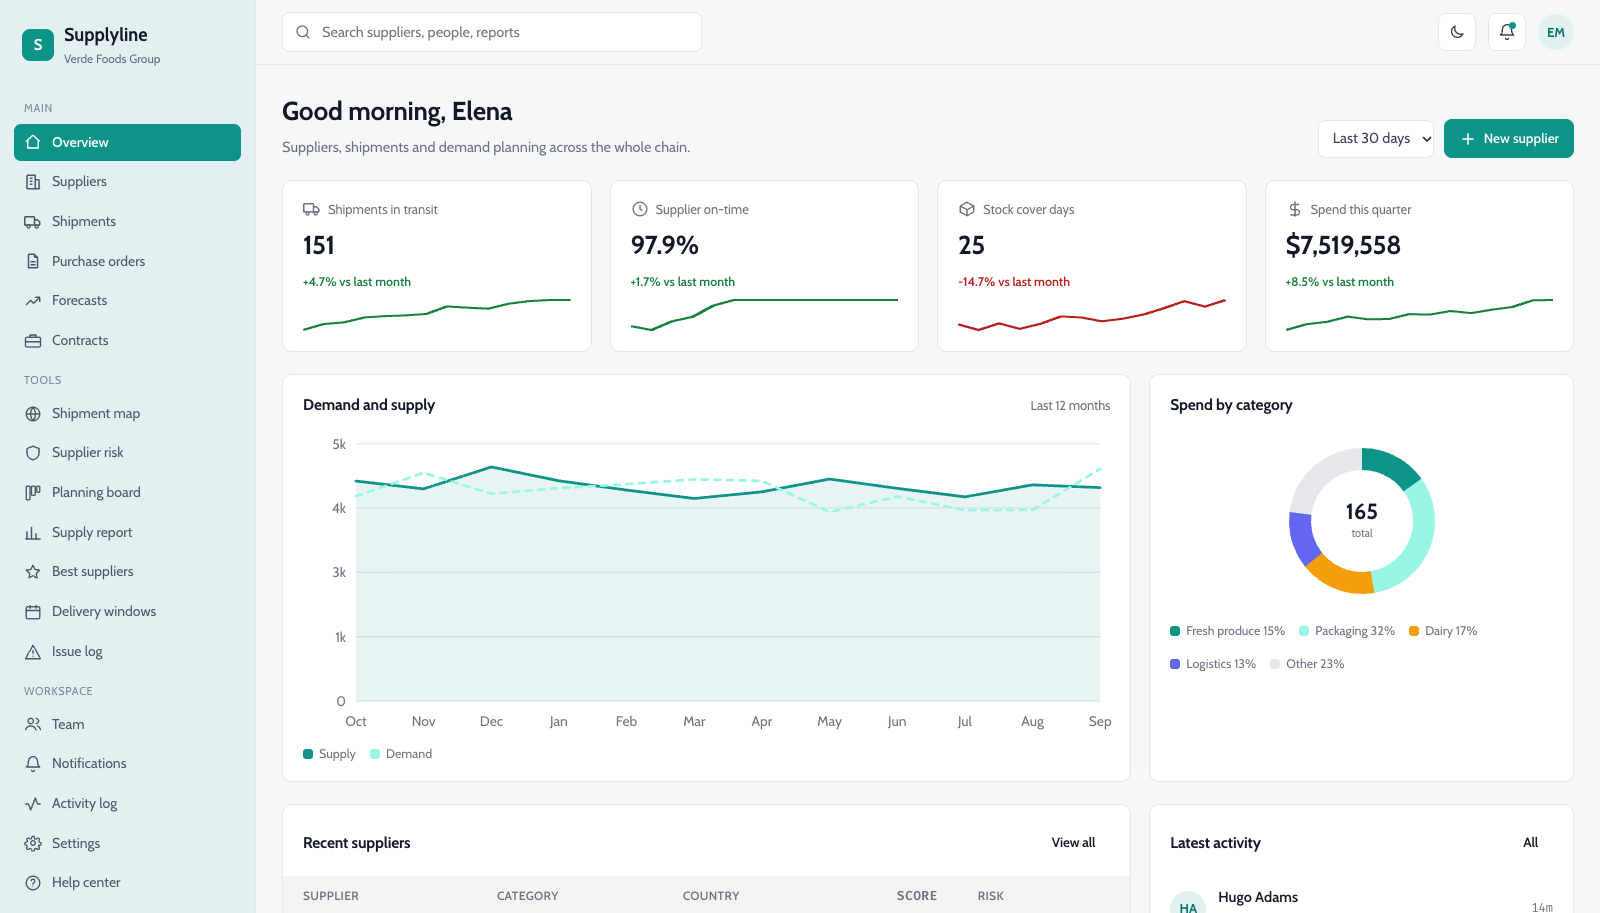 S
Supplyline
Verde Foods Group
MAIN
Overview
Suppliers
Shipments
Purchase orders
Forecasts
Contracts
TOOLS
Shipment map
Supplier risk
Planning board
Supply report
Best suppliers
Delivery windows
Issue log
WORKSPACE
Team
Notifications
Activity log
Settings
Help center
Search suppliers, people, reports
EM
Good morning, Elena
Suppliers, shipments and demand planning across the whole chain.
Last 30 days
New supplier
Shipments in transit
151
+4.7% vs last month
Supplier on-time
97.9%
+1.7% vs last month
Stock cover days
25
-14.7% vs last month
Spend this quarter
$7,519,558
+8.5% vs last month
Demand and supply
Last 12 months
5k
4k
3k
1k
0
Oct Nov Dec Jan Feb Mar Apr May Jun Jul Aug Sep
Supply Demand
Spend by category
165
total
Fresh produce 15% Packaging 32% Dairy 17%
Logistics 13% Other 23%
Recent suppliers
View all
SUPPLIER CATEGORY COUNTRY SCORE RISK
Latest activity
All
HA
Hugo Adams
14m